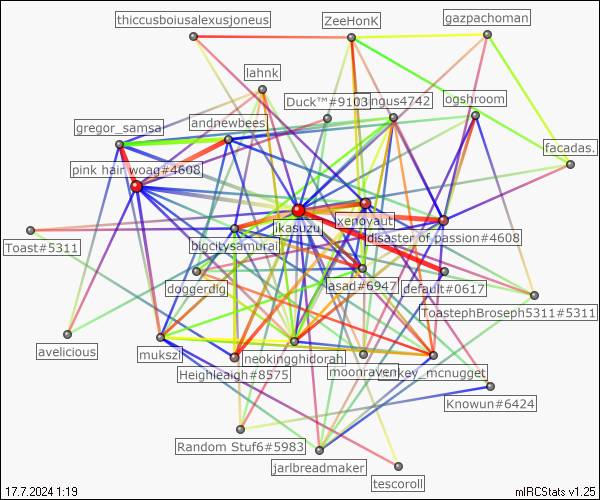 thiccusboiusalexusjoneus
ZeeHonK
gazpachoman
lahnk
Duck™#9103
ngus4742
ogshroom
gregor_samsa
andnewbees
facadas.
pink hair woag#4608
xenoyaut
ikasuzu
disaster of passion#4608
Toast#5311
bigcitysamurai
doggerdig
asad#6947
default#0617
ToastephBroseph5311#5311
avelicious
mukszi
Heighleaigh#8575
neokingghidorah
moonraven
key_mcnugget
Knowun#6424
Random Stuf6#5983
jarlbreadmaker
tescoroll
17.7.2024 1:19
mIRCStats v1.25